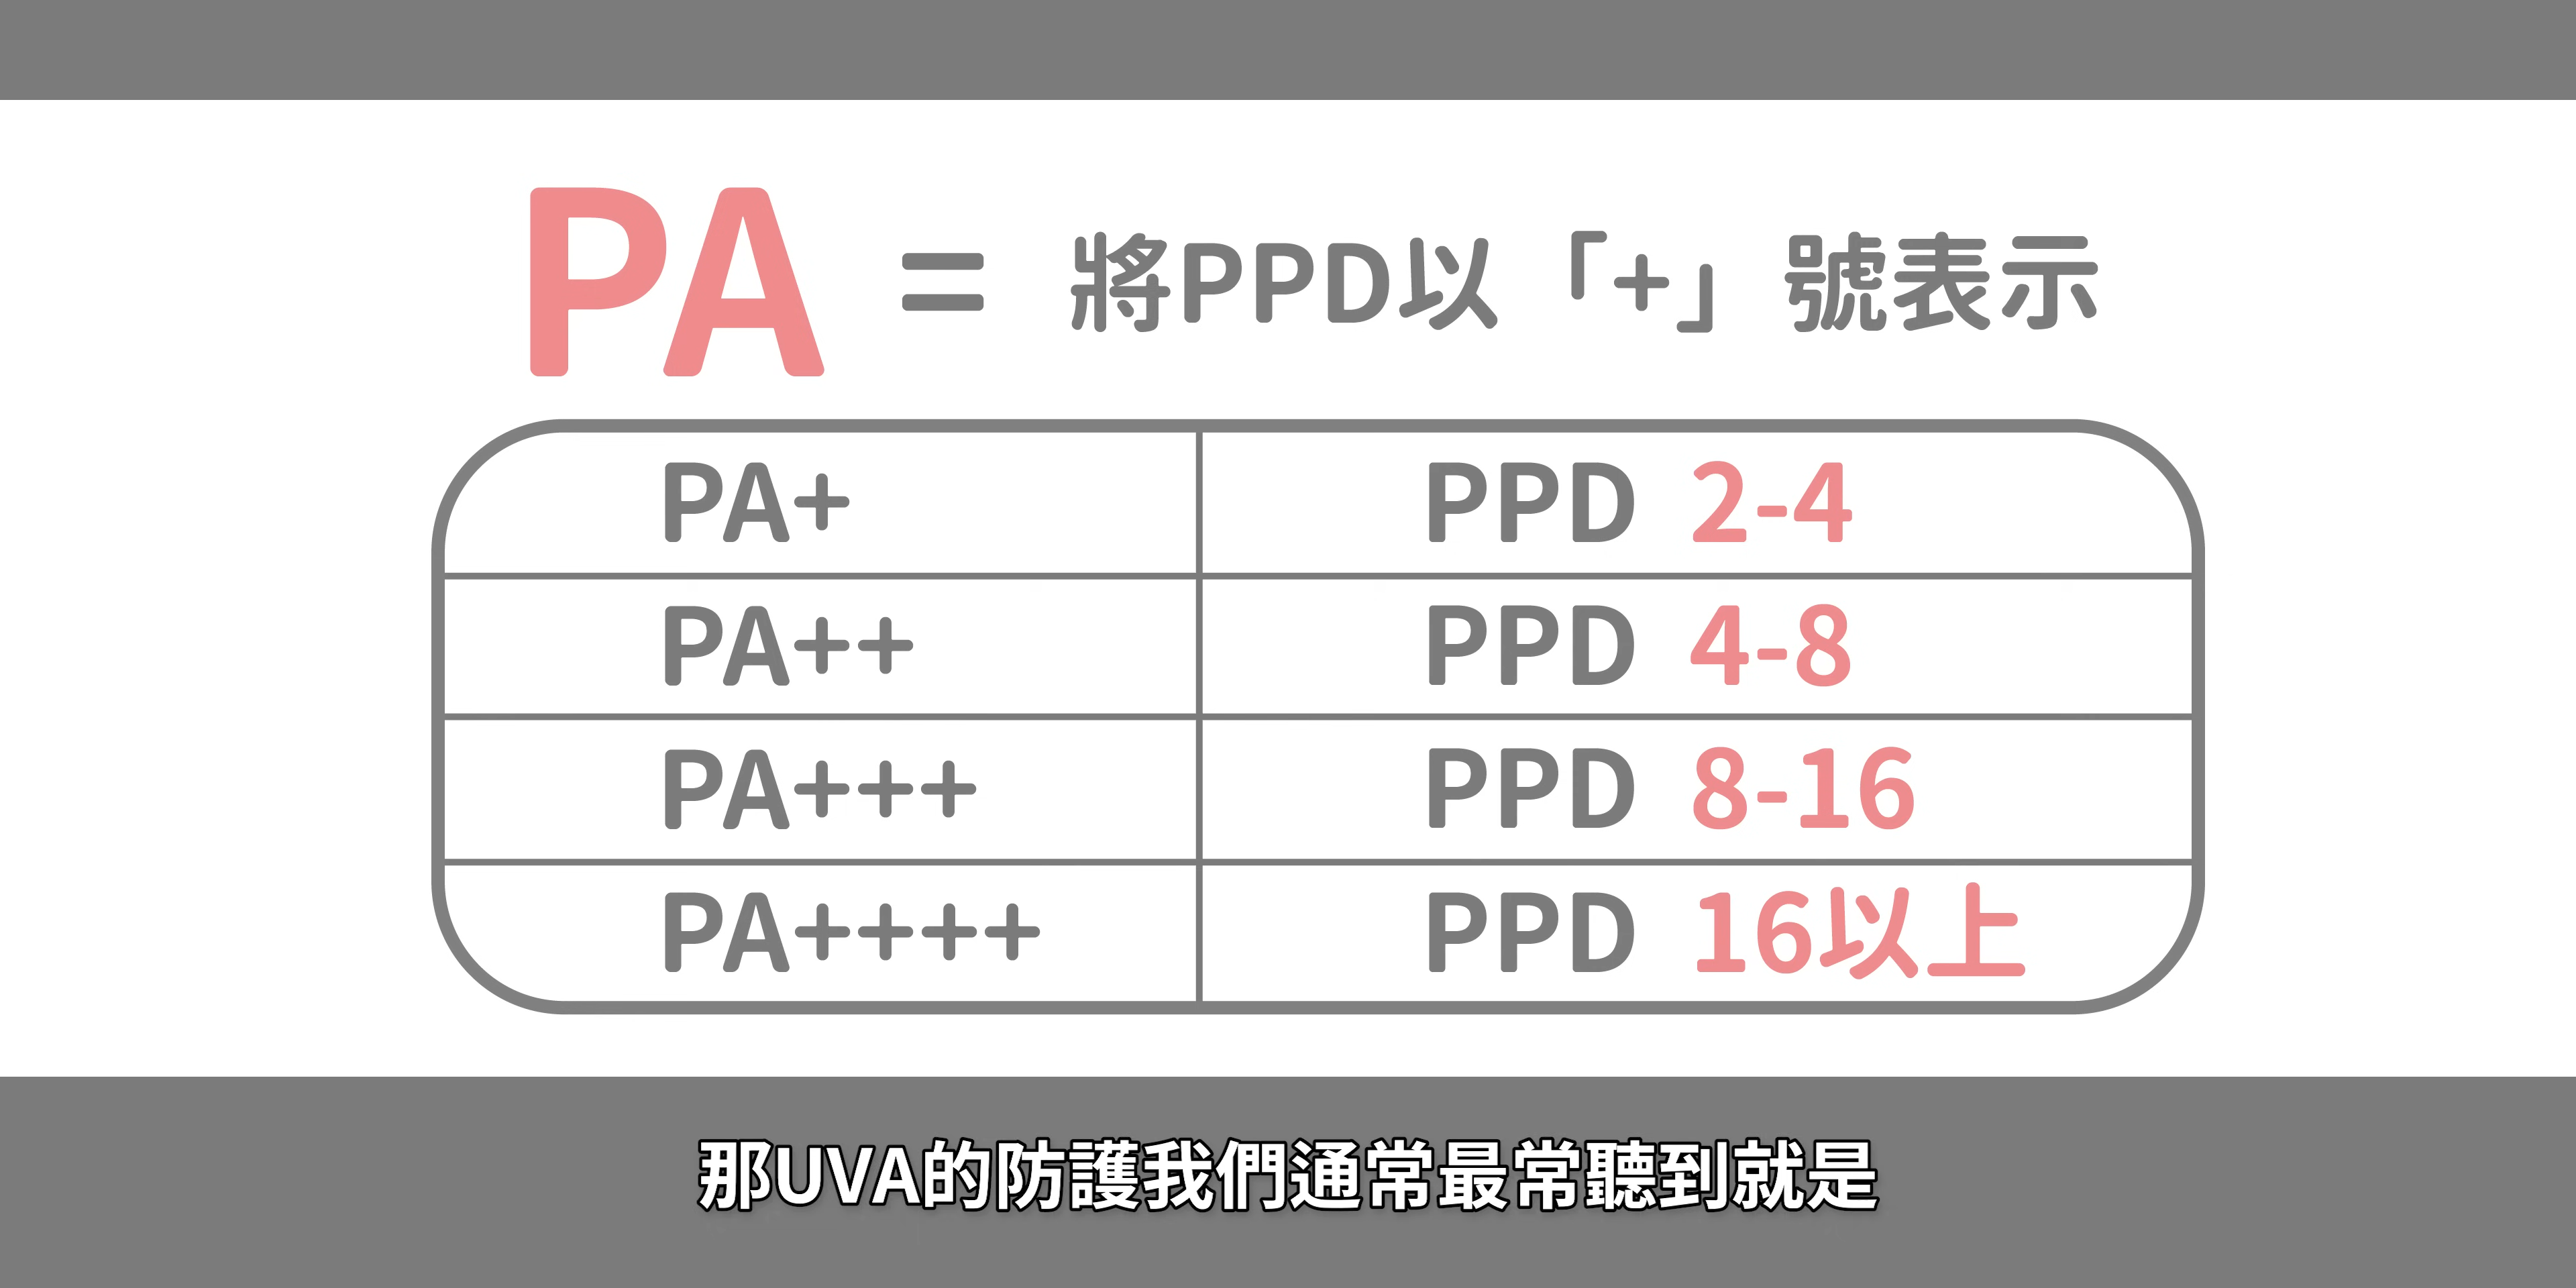 PA = 將PPD以「+」號表示
PA+ PPD 2-4
PA++ PPD 4-8
PA+++ PPD 8-16
PA++++ PPD 16以上
那UVA的防護我們通常最常聽到就是